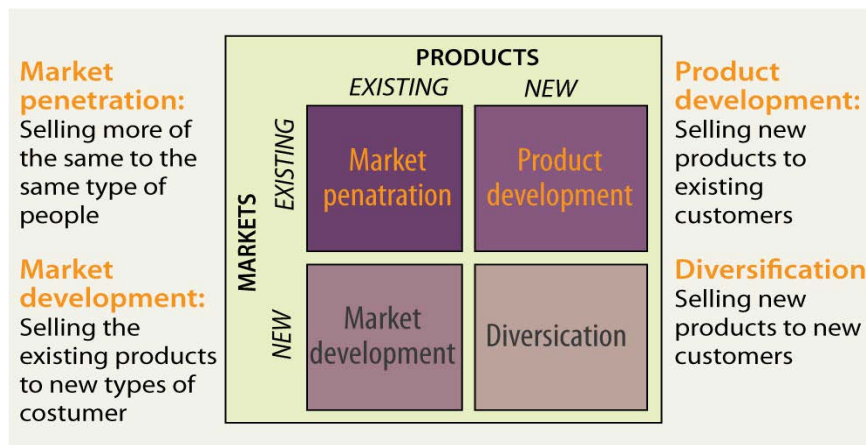 Market
penetration:
Selling more of
the same to the
same type of
people
Market
development:
Selling the
existing products
to new types of
costumer
PRODUCTS
EXISTING NEW
MARKETS
EXISTING
NEW
Market
penatration
Product
development
Market
development
Diversication
Product
development:
Selling new
products to
existing
customers
Diversification
Selling new
products to new
customers